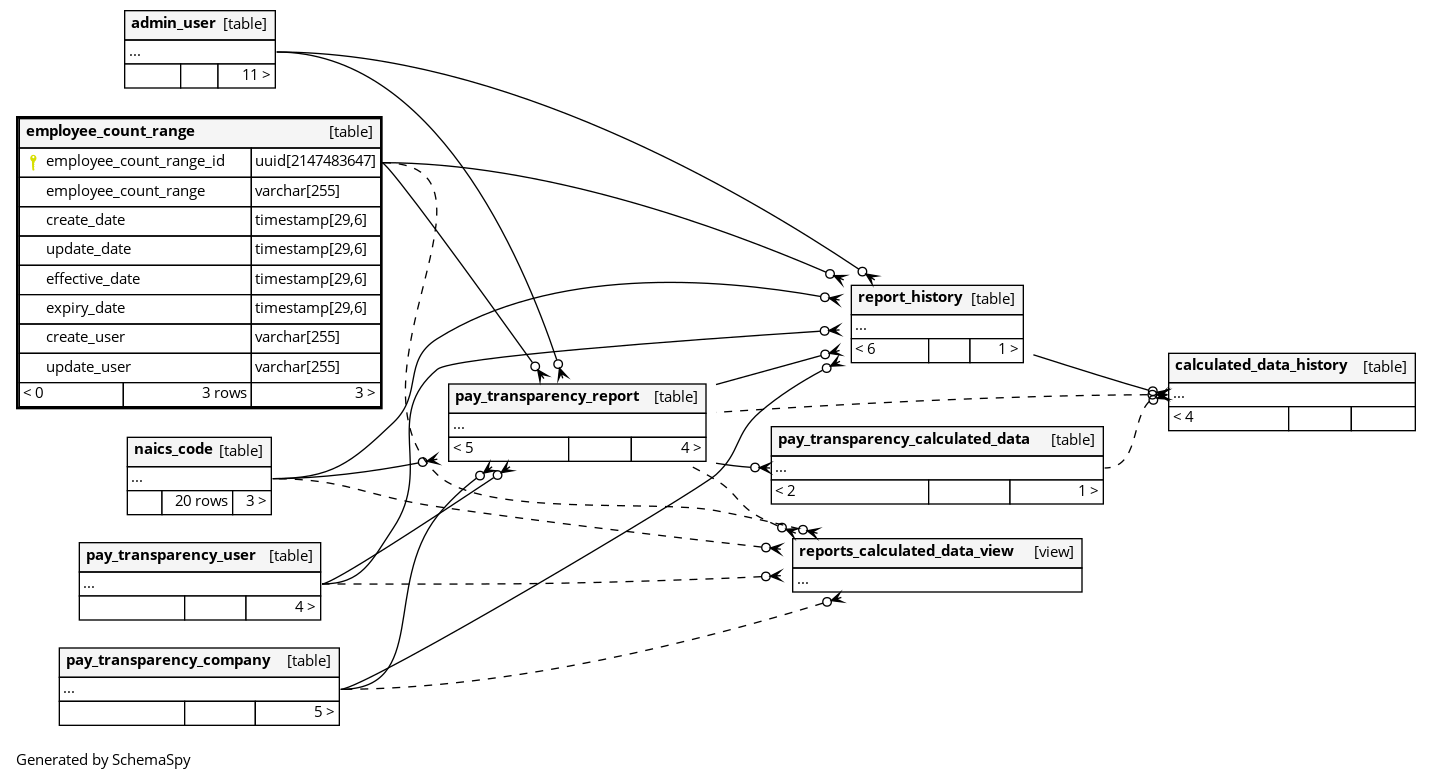 admin_user [table]
...
11 >
employee_count_range [table]
employee_count_range_id uuid[2147483647]
employee_count_range varchar[255]
create_date timestamp[29,6]
update_date timestamp[29,6]
effective_date timestamp[29,6]
expiry_date timestamp[29,6]
create_user varchar[255]
update_user varchar[255]
< 0 3 rows 3 >
report_history [table]
...
< 6 1 >
calculated_data_history [table]
...
< 4
pay_transparency_report [table]
...
< 5 4 >
pay_transparency_calculated_data [table]
...
< 2 1 >
naics_code [table]
...
20 rows 3 >
reports_calculated_data_view [view]
...
pay_transparency_user [table]
...
4 >
pay_transparency_company [table]
...
5 >
Generated by SchemaSpy